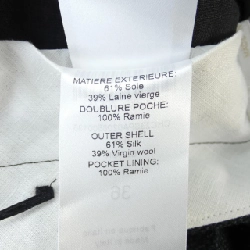 MATIERE EXTERIEURE:
61% Soie
39% Laine vierge
DOLBLURE POCHE:
100% Ramie
OUTER SHELL
61% Silk
39% Virgin wool
POCKET LINING:
100% Ramie